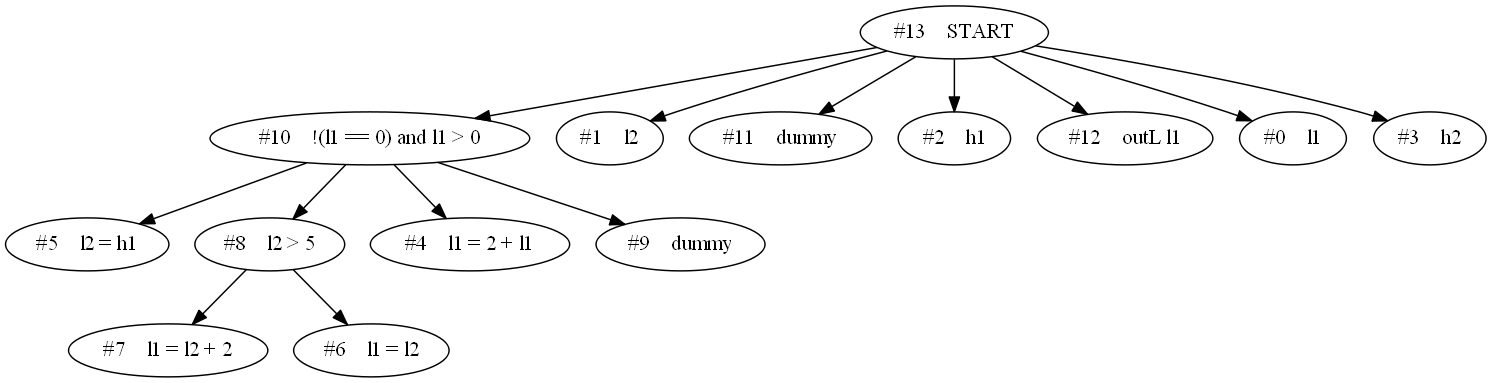 #13 START
#10 !(l1 == 0) and l1 > 0
#1 l2
#11 dummy
#2 h1
#12 outL l1
#0 l1
#3 h2
#5 l2 = h1
#8 l2 > 5
#4 l1 = 2 + l1
#9 dummy
#7 l1 = l2 + 2
#6 l1 = l2